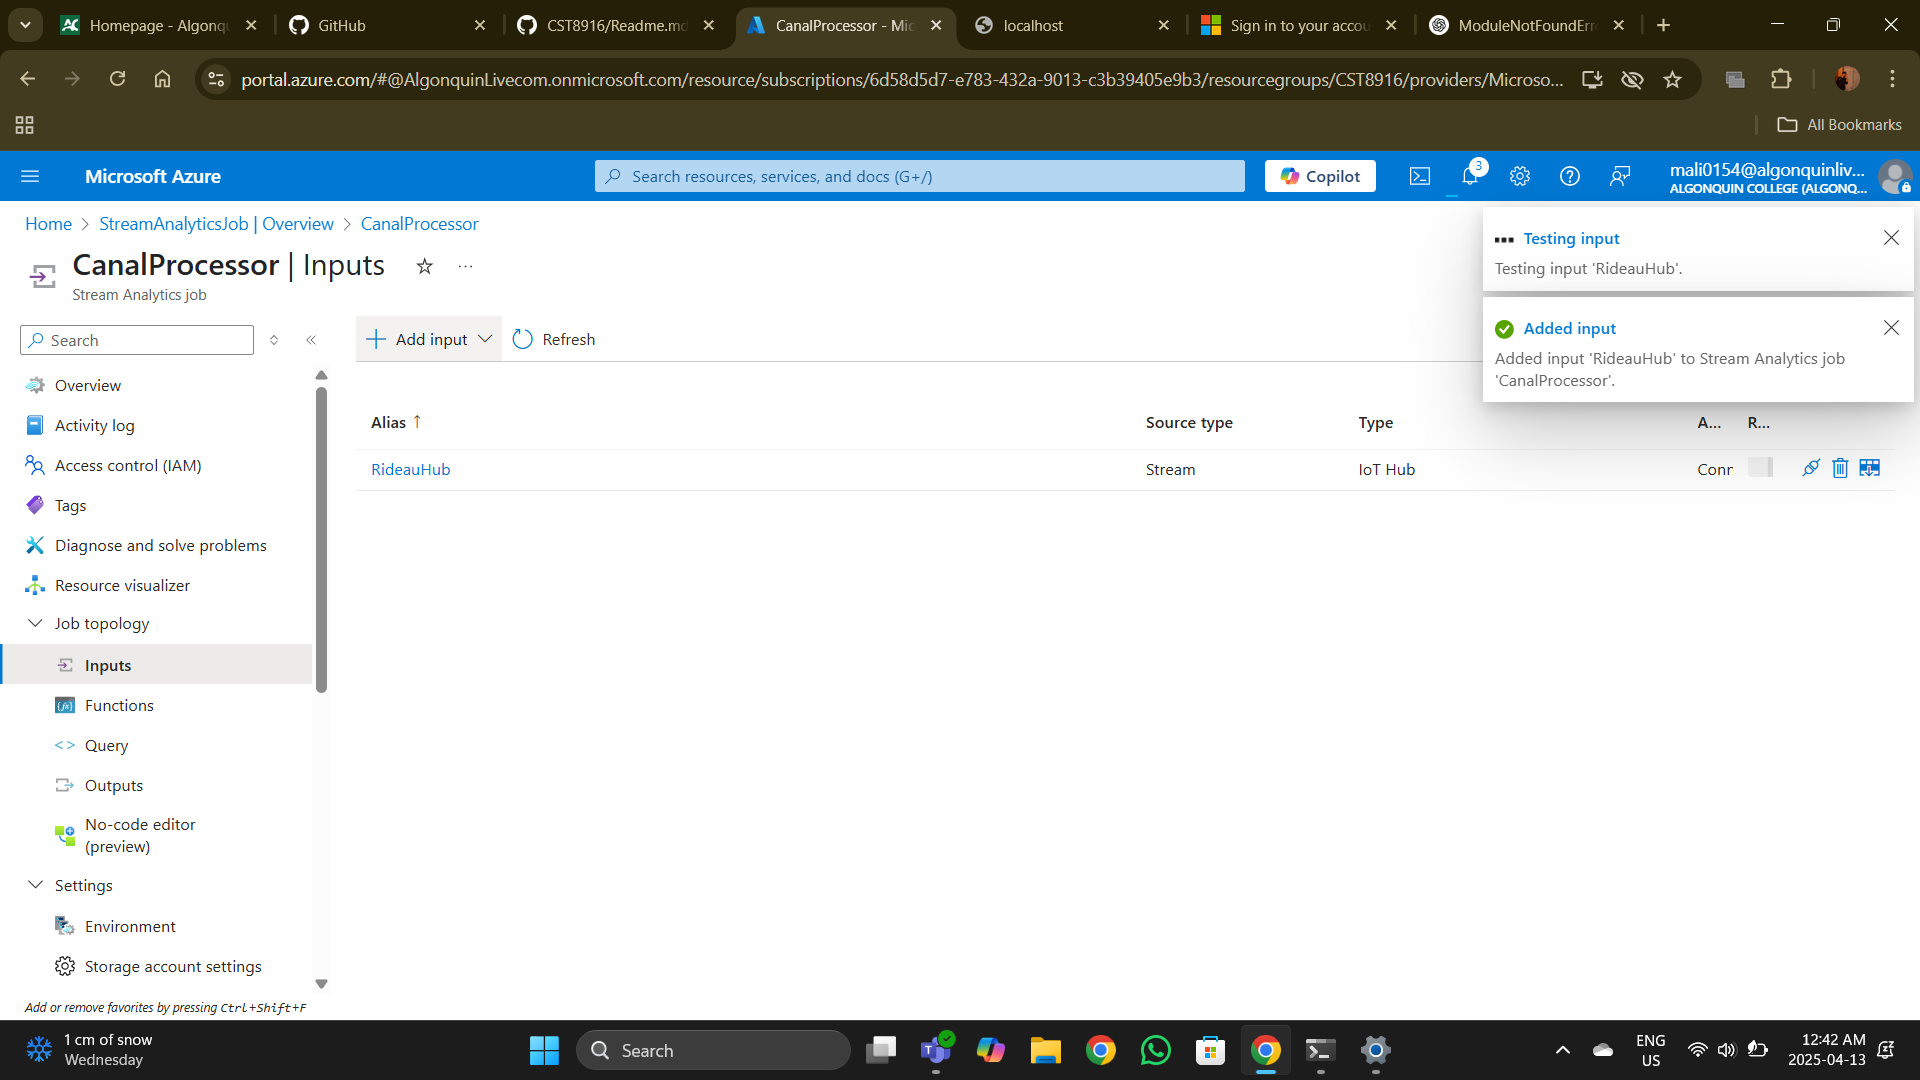 Homepage - Algonqu
GitHub
CST8916/Readme.md
CanalProcessor - Mic
localhost
Sign in to your accou
ModuleNotFoundErr
portal.azure.com/#@AlgonquinLivecom.onmicrosoft.com/resource/subscriptions/6d58d5d7-e783-432a-9013-c3b39405e9b3/resourcegroups/CST8916/providers/Microso...
All Bookmarks
Microsoft Azure
Search resources, services, and docs (G+/)
Copilot
3
mali0154@algonquinliv...
ALGONQUIN COLLEGE (ALGONQ...
Home > StreamAnalyticsJob | Overview > CanalProcessor
CanalProcessor | Inputs
Stream Analytics job
Testing input
Testing input 'RideauHub'.
Added input
Added input 'RideauHub' to Stream Analytics job
'CanalProcessor'.
Search
Add input
Refresh
Overview
Activity log
Access control (IAM)
Tags
Diagnose and solve problems
Resource visualizer
Job topology
Inputs
Functions
Query
Outputs
No-code editor
(preview)
Settings
Environment
Storage account settings
Add or remove favorites by pressing Ctrl+Shift+F
Alias ↑ Source type Type A... R...
RideauHub Stream IoT Hub Conn
1 cm of snow
Wednesday
Search
ENG
US
12:42 AM
2025-04-13